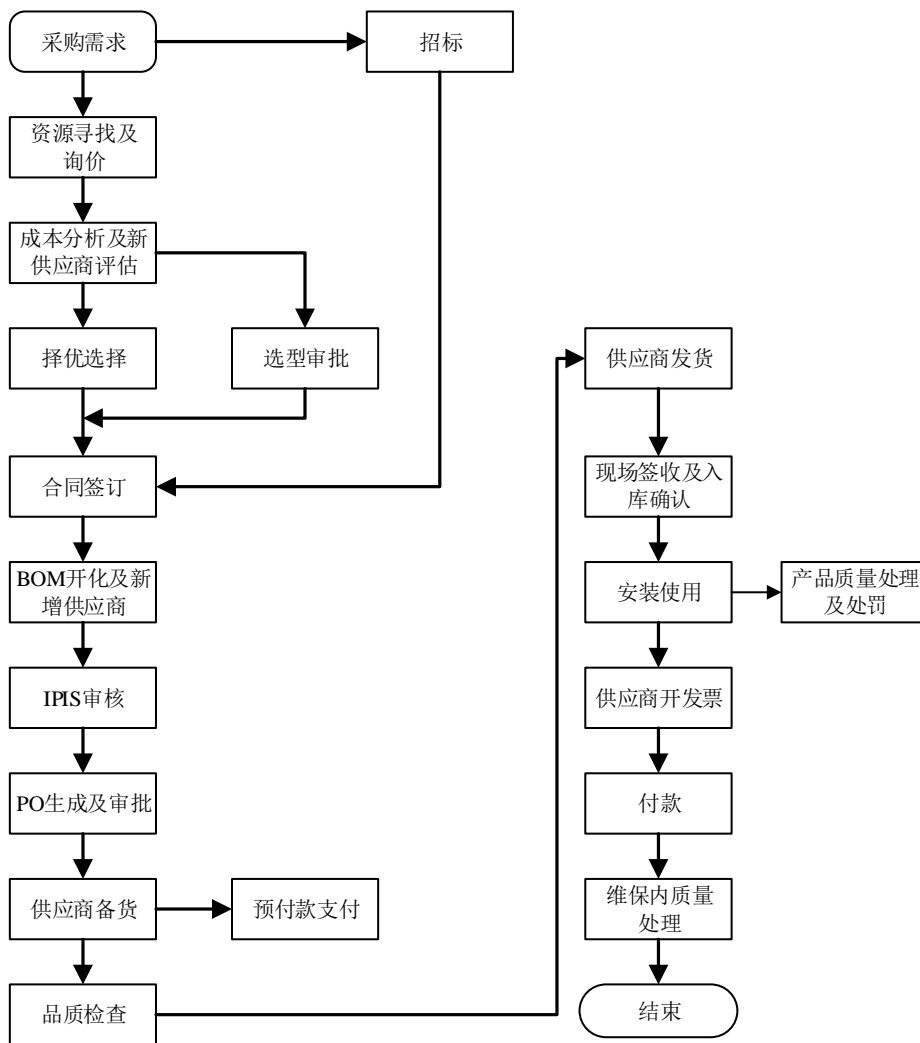 采购需求
招标
资源寻找及
询价
成本分析及新
供应商评估
择优选择
选型审批
合同签订
BOM开化及新
增供应商
IPIS审核
PO生成及审批
供应商备货
预付款支付
品质检查
供应商发货
现场签收及入
库确认
安装使用
产品质量处理
及处罚
供应商开发票
付款
维保内质量
处理
结束